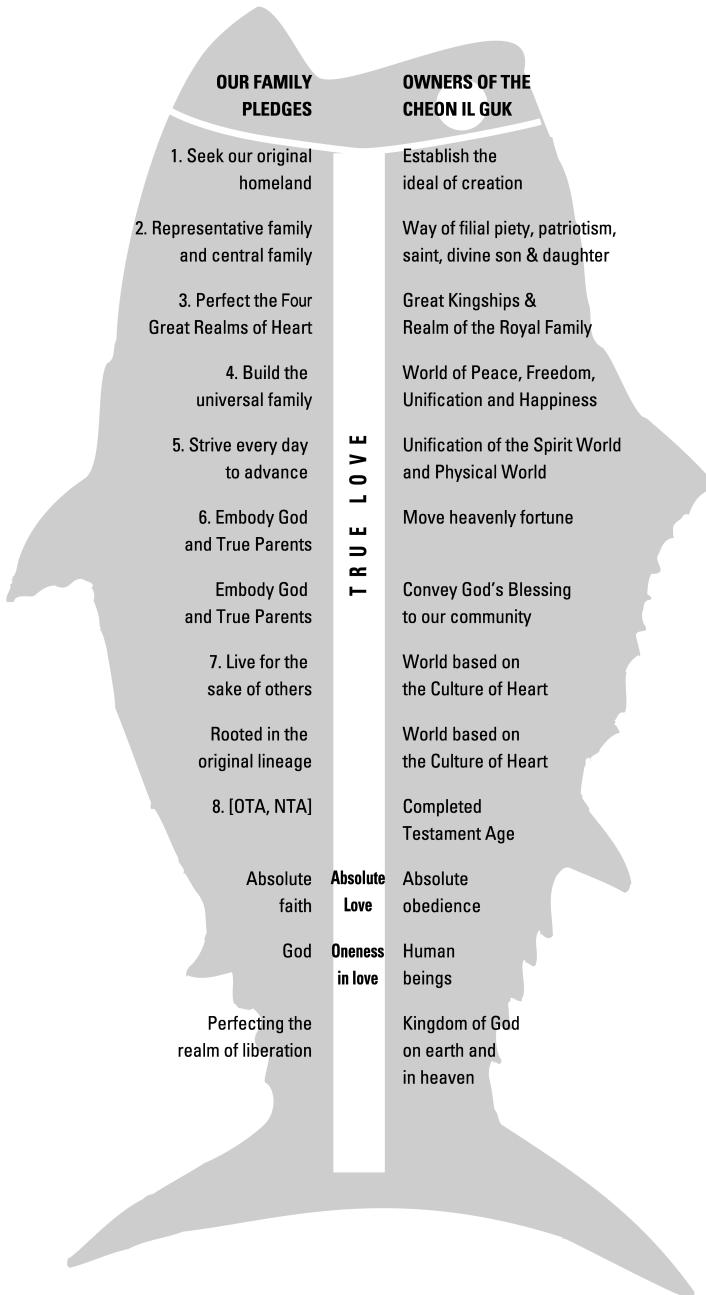 OUR FAMILY
PLEDGES
OWNERS OF THE
CHEON IL GUK
1. Seek our original
homeland
Establish the
ideal of creation
2. Representative family
and central family
Way of filial piety, patriotism,
saint, divine son & daughter
3. Perfect the Four
Great Realms of Heart
Great Kingships &
Realm of the Royal Family
4. Build the
universal family
World of Peace, Freedom,
Unification and Happiness
5. Strive every day
to advance
TRUE LOVE
Unification of the Spirit World
and Physical World
6. Embody God
and True Parents
Move heavenly fortune
Embody God
and True Parents
Convey God’s Blessing
to our community
7. Live for the
sake of others
World based on
the Culture of Heart
Rooted in the
original lineage
World based on
the Culture of Heart
8. [OTA, NTA]
Completed
Testament Age
Absolute
faith
Absolute
Love
Absolute
obedience
God
Oneness
in love
Human
beings
Perfecting the
realm of liberation
Kingdom of God
on earth and
in heaven